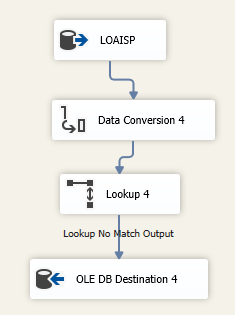 LOAISP
Data Conversion 4
Lookup 4
Lookup No Match Output
OLE DB Destination 4